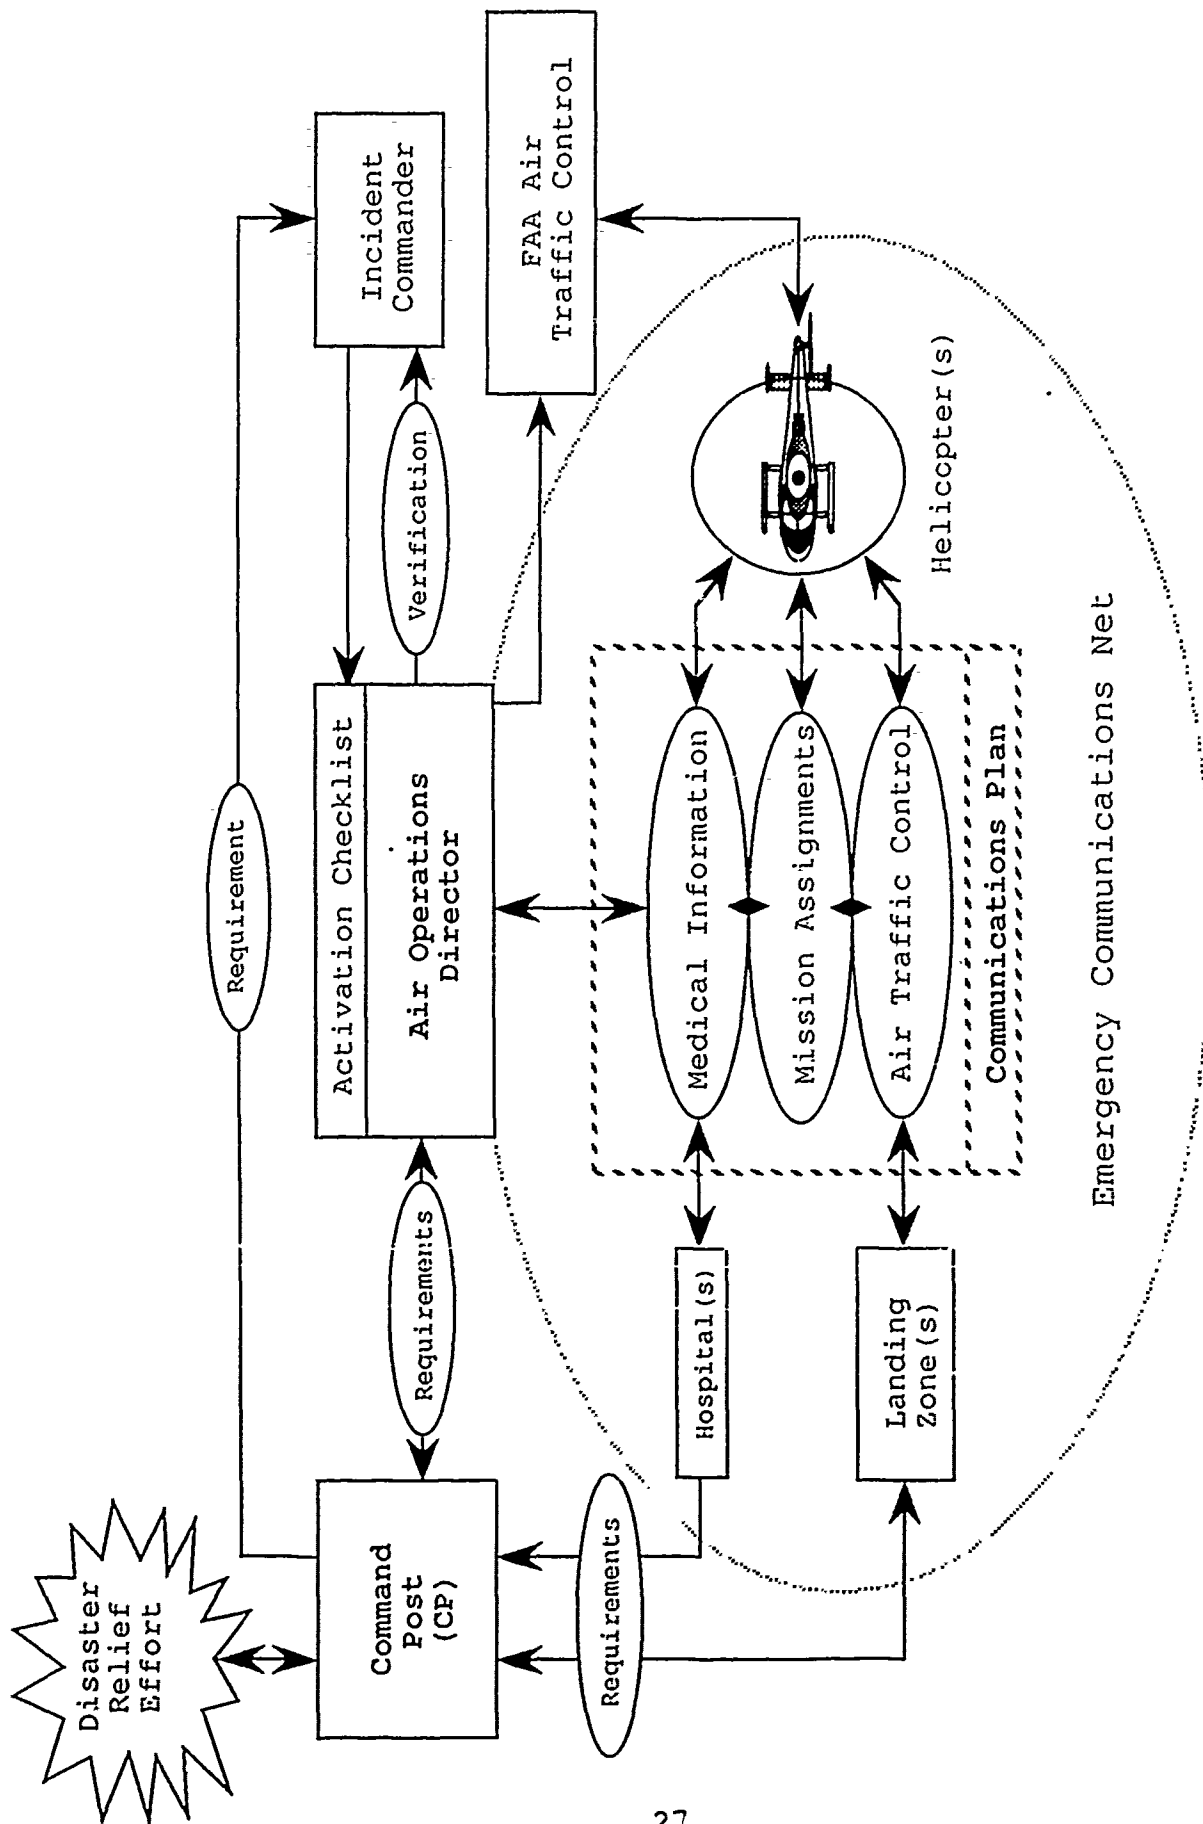 Disaster
Relief
Effort
Requirement
Command
Post
(CP)
Requirements
Activation Checklist
Air Operations
Director
Verification
Incident
Commander
FAA Air
Traffic Control
Requirements
Hospital(s)
Landing
Zone(s)
Medical Information
Mission Assignments
Air Traffic Control
Communications Plan
Helicopter(s)
Emergency Communications Net
27